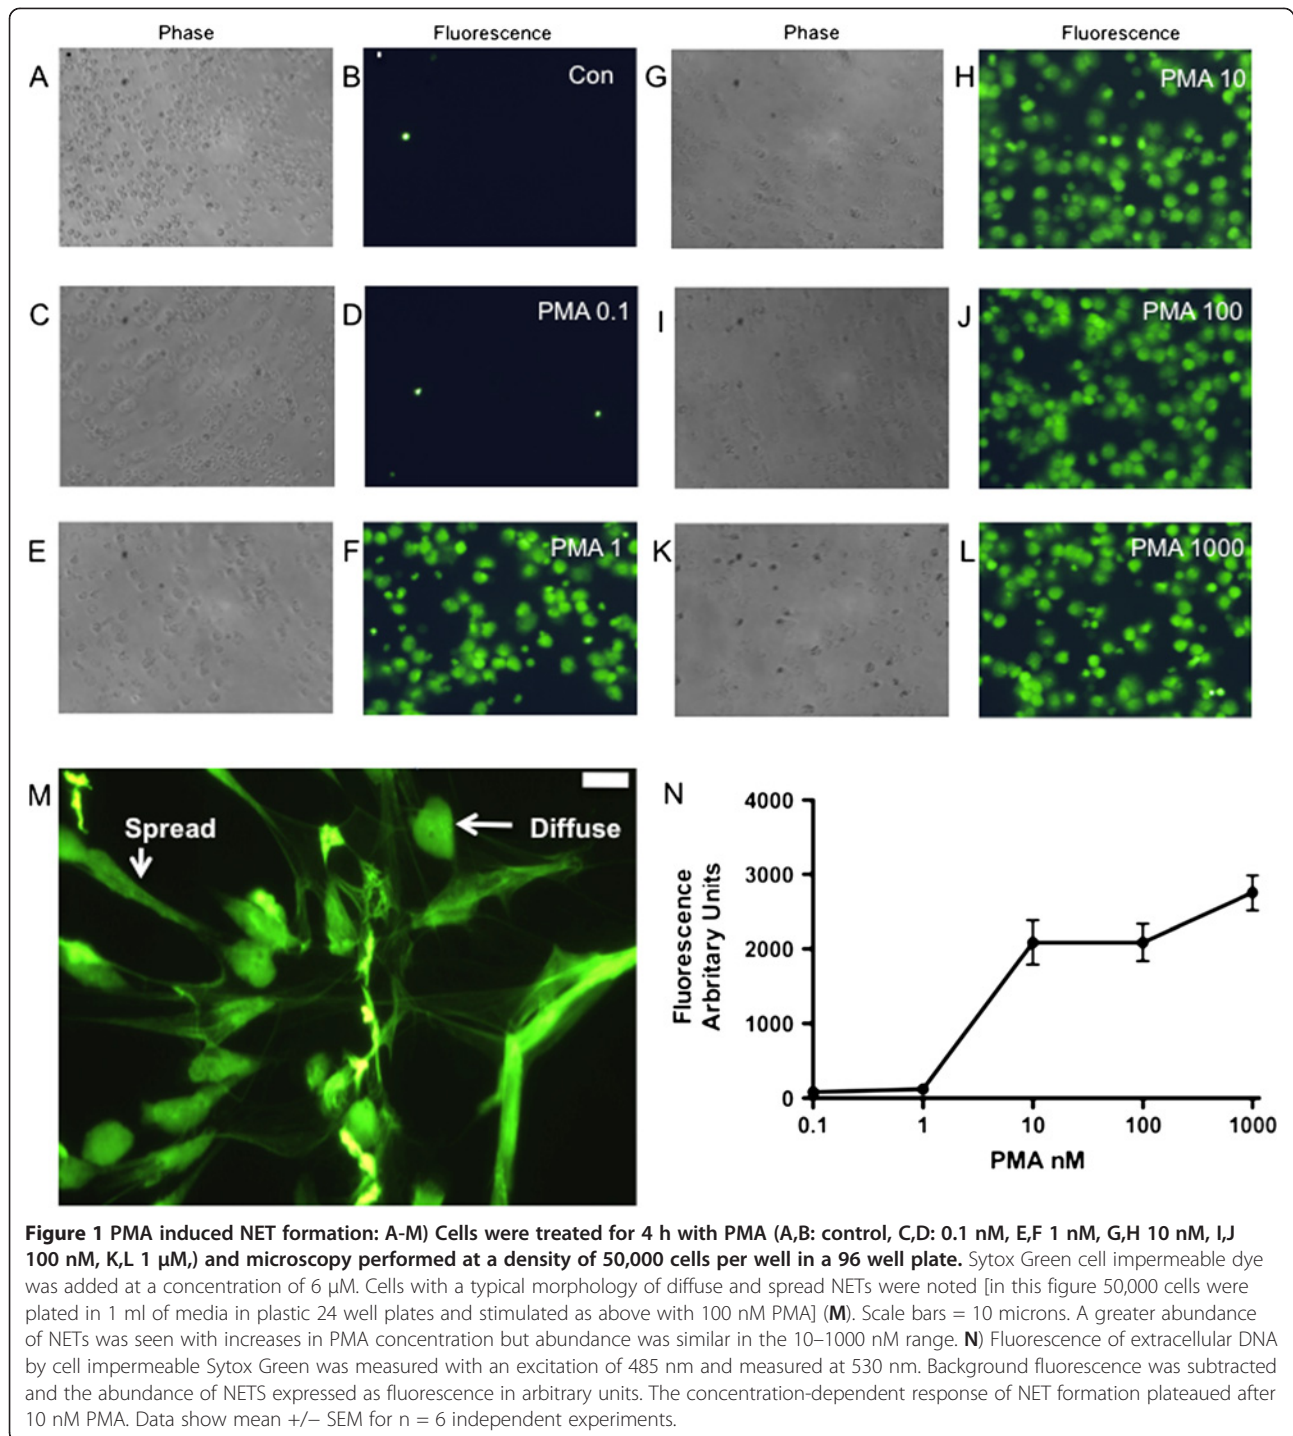 Phase
Fluorescence
Phase
Fluorescence
A
B
Con
G
H
PMA 10
C
D
PMA 0.1
I
J
PMA 100
E
F
PMA 1
K
L
PMA 1000
M
Spread
Diffuse
N
4000
3000
2000
1000
0
Fluorescence
Arbritary Units
0.1
1
10
100
1000
PMA nM
Figure 1 PMA induced NET formation: A-M) Cells were treated for 4 h with PMA (A,B: control, C,D: 0.1 nM, E,F 1 nM, G,H 10 nM, I,J
100 nM, K,L 1 μM,) and microscopy performed at a density of 50,000 cells per well in a 96 well plate. Sytox Green cell impermeable dye
was added at a concentration of 6 μM. Cells with a typical morphology of diffuse and spread NETs were noted [in this figure 50,000 cells were
plated in 1 ml of media in plastic 24 well plates and stimulated as above with 100 nM PMA] (M). Scale bars = 10 microns. A greater abundance
of NETs was seen with increases in PMA concentration but abundance was similar in the 10–1000 nM range. N) Fluorescence of extracellular DNA
by cell impermeable Sytox Green was measured with an excitation of 485 nm and measured at 530 nm. Background fluorescence was subtracted
and the abundance of NETS expressed as fluorescence in arbitrary units. The concentration-dependent response of NET formation plateaued after
10 nM PMA. Data show mean +/− SEM for n = 6 independent experiments.